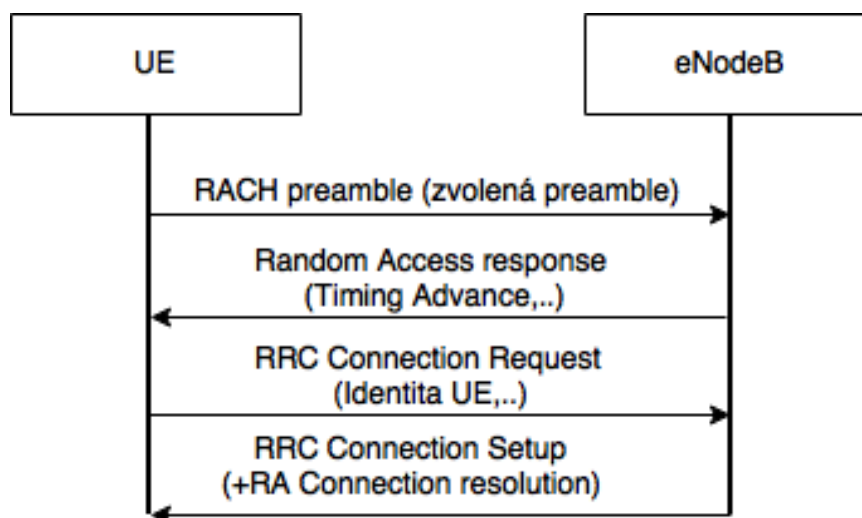 UE
eNodeB
RACH preamble (zvolená preamble)
Random Access response
(Timing Advance,..)
RRC Connection Request
(Identita UE,..)
RRC Connection Setup
(+RA Connection resolution)